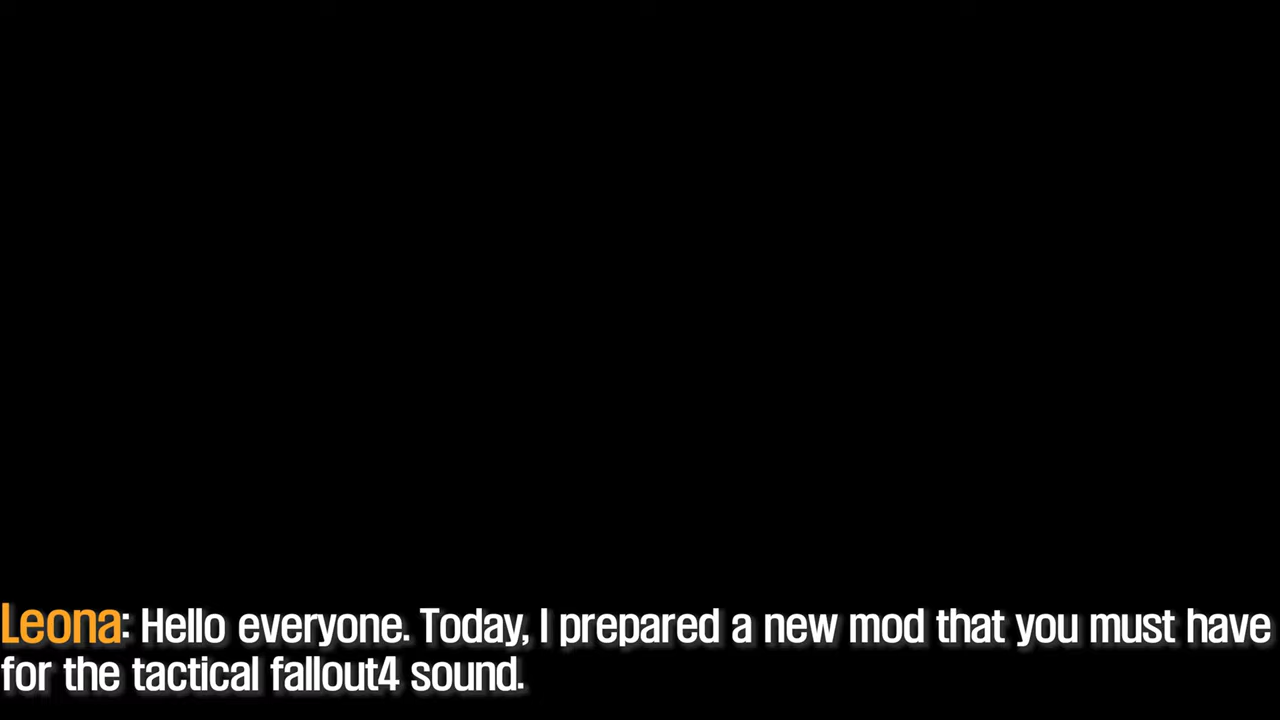 Leona: Hello everyone. Today, I prepared a new mod that you must have
for the tactical fallout4 sound.